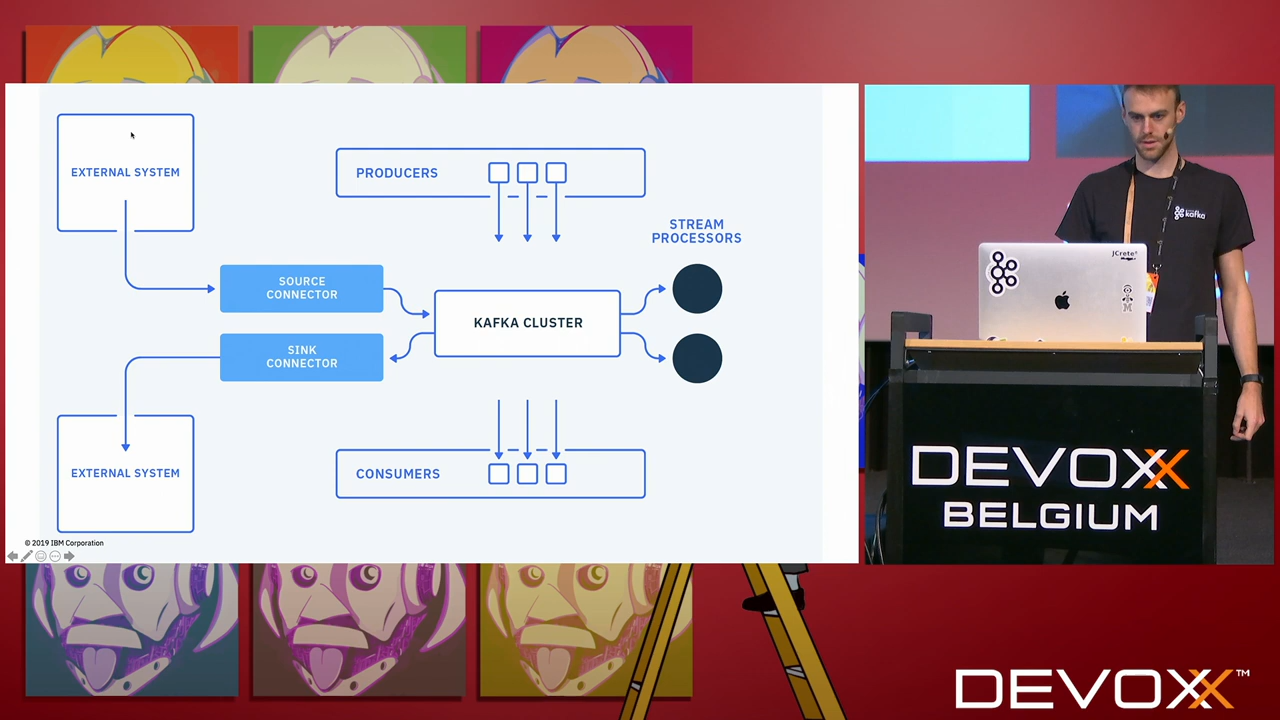 EXTERNAL SYSTEM
PRODUCERS
STREAM
PROCESSORS
SOURCE
CONNECTOR
KAFKA CLUSTER
SINK
CONNECTOR
EXTERNAL SYSTEM
CONSUMERS
© 2019 IBM Corporation
kafka
JCrete
DEVOXX
BELGIUM
DEVOXX™